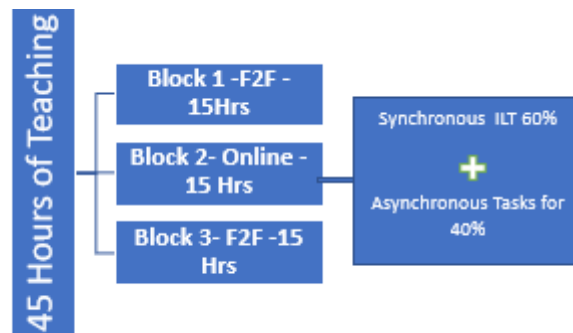 45 Hours of Teaching
Block 1 -F2F -
15Hrs
Block 2- Online -
15 Hrs
Block 3- F2F -15
Hrs
Synchronous ILT 60%
+
Asynchronous Tasks for
40%